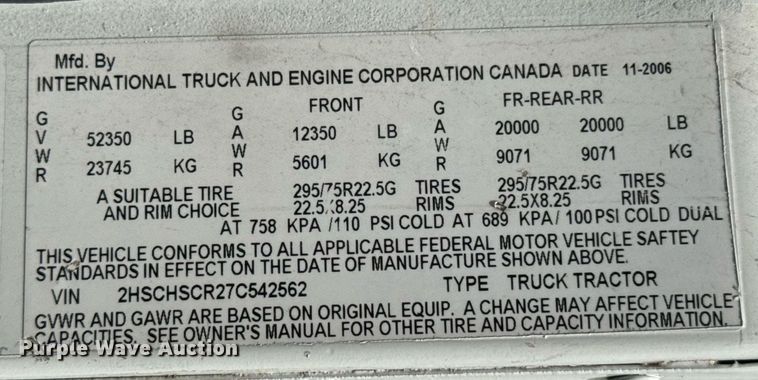 Mfd. By
INTERNATIONAL TRUCK AND ENGINE CORPORATION CANADA DATE 11-2006
GVWR 52350 LB 23745 KG
GAWR FRONT 12350 LB 5601 KG
GAWR FR-REAR-RR 20000 20000 LB 9071 9071 KG
A SUITABLE TIRE 295/75R22.5G TIRES 295/75R22.5G TIRES
AND RIM CHOICE 22.5X8.25 RIMS 22.5X8.25 RIMS
AT 758 KPA /110 PSI COLD AT 689 KPA/ 100 PSI COLD DUAL
THIS VEHICLE CONFORMS TO ALL APPLICABLE FEDERAL MOTOR VEHICLE SAFTEY
STANDARDS IN EFFECT ON THE DATE OF MANUFACTURE SHOWN ABOVE.
VIN 2HSCHSCR27C542562 TYPE TRUCK TRACTOR
GVWR AND GAWR ARE BASED ON ORIGINAL EQUIP. A CHANGE MAY AFFECT VEHICLE
CAPACITIES. SEE OWNER'S MANUAL FOR OTHER TIRE AND CAPACITY INFORMATION.
Purple Wave Auction